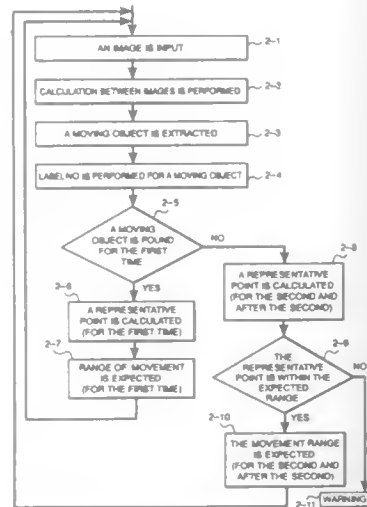 AN IMAGE IS INPUT
2-1
CALCULATION BETWEEN IMAGES IS PERFORMED
2-2
A MOVING OBJECT IS EXTRACTED
2-3
LABEL NO IS PERFORMED FOR A MOVING OBJECT
2-4
2-5
A MOVING
OBJECT IS FOUND
FOR THE FIRST
TIME
NO
YES
2-6
A REPRESENTATIVE
POINT IS CALCULATED
(FOR THE FIRST TIME)
2-7
RANGE OF MOVEMENT
IS EXPECTED
(FOR THE FIRST TIME)
2-8
A REPRESENTATIVE
POINT IS CALCULATED
(FOR THE SECOND AND
AFTER THE SECOND)
2-9
THE
REPRESENTATIVE
POINT IS WITHIN THE
EXPECTED
RANGE
NO
YES
2-10
THE MOVEMENT RANGE
IS EXPECTED
(FOR THE SECOND AND
AFTER THE SECOND)
2-11
WARNING